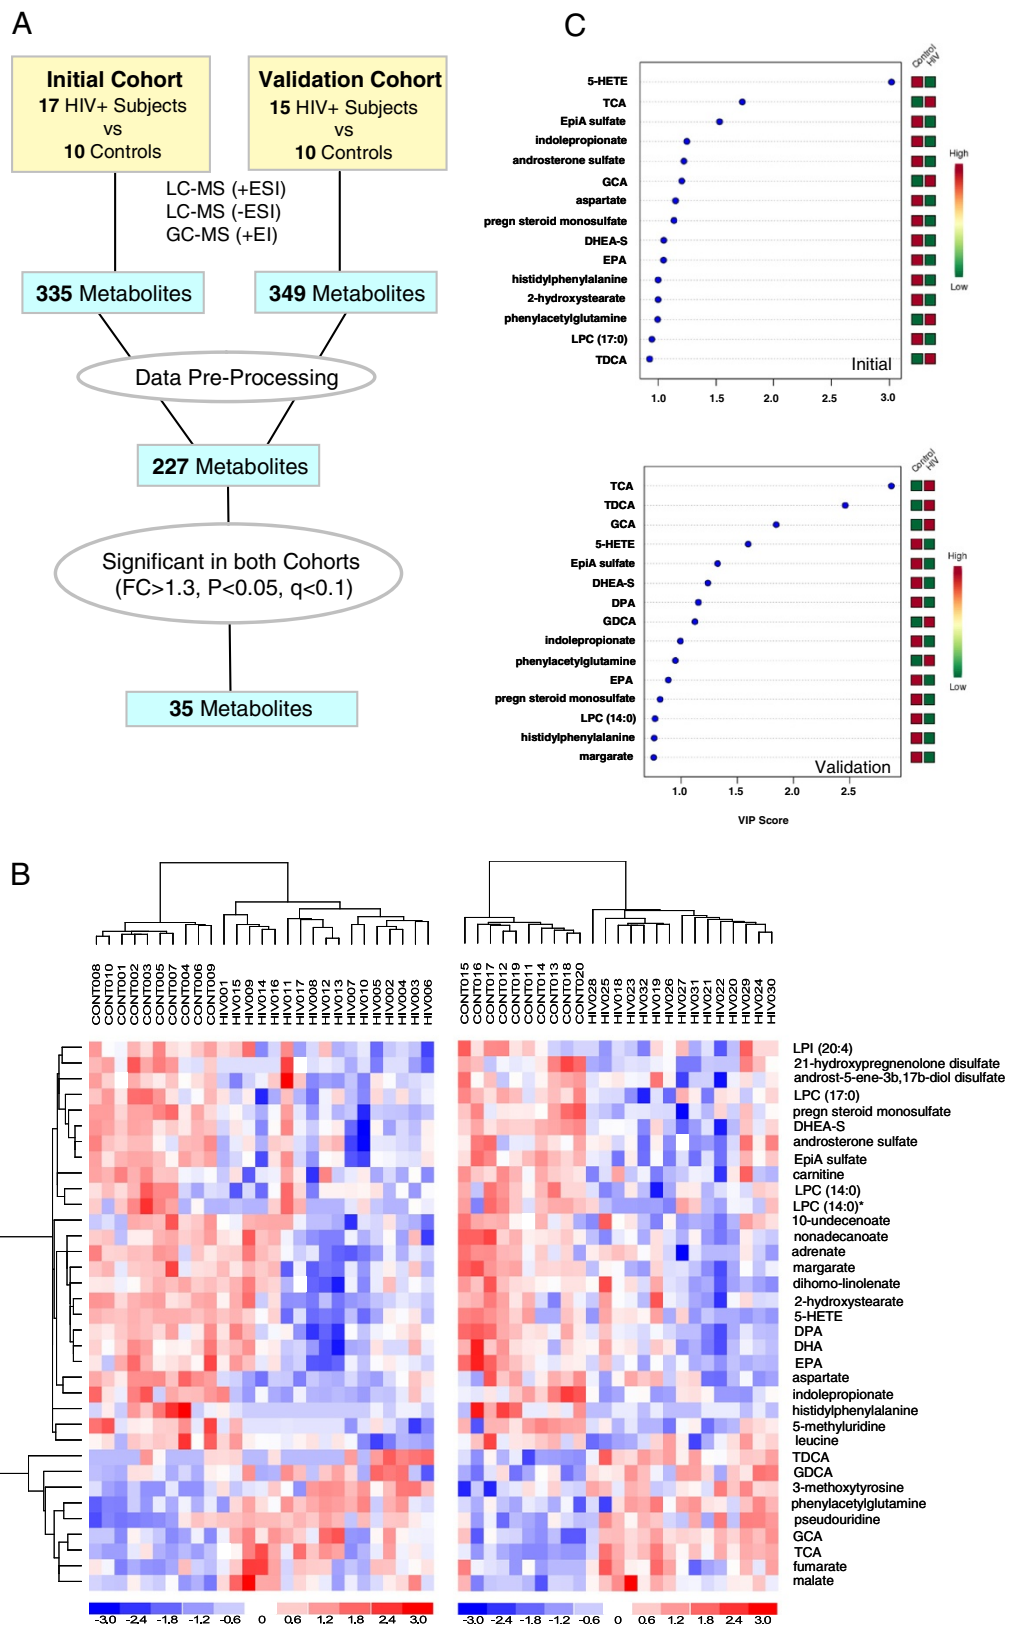 A
Initial Cohort
17 HIV+ Subjects
vs
10 Controls
Validation Cohort
15 HIV+ Subjects
vs
10 Controls
LC-MS (+ESI)
LC-MS (-ESI)
GC-MS (+EI)
335 Metabolites
349 Metabolites
Data Pre-Processing
227 Metabolites
Significant in both Cohorts
(FC>1.3, P<0.05, q<0.1)
35 Metabolites
C
Control
HIV
5-HETE
TCA
EpiA sulfate
indolepropionate
androsterone sulfate
GCA
aspartate
pregn steroid monosulfate
DHEA-S
EPA
histidylphenylalanine
2-hydroxystearate
phenylacetylglutamine
LPC (17:0)
TDCA
Initial
High
Low
1.0 1.5 2.0 2.5 3.0
Control
HIV
TCA
TDCA
GCA
5-HETE
EpiA sulfate
DHEA-S
DPA
GDCA
indolepropionate
phenylacetylglutamine
EPA
pregn steroid monosulfate
LPC (14:0)
histidylphenylalanine
margarate
Validation
High
Low
1.0 1.5 2.0 2.5
VIP Score
B
CONT008
CONT010
CONT001
CONT002
CONT003
CONT005
CONT007
CONT004
CONT006
CONT009
HIV001
HIV015
HIV009
HIV014
HIV016
HIV011
HIV017
HIV008
HIV012
HIV013
HIV007
HIV010
HIV005
HIV002
HIV004
HIV003
HIV006
CONT015
CONT016
CONT017
CONT012
CONT019
CONT011
CONT014
CONT013
CONT018
CONT020
HIV028
HIV025
HIV018
HIV023
HIV032
HIV019
HIV026
HIV027
HIV031
HIV021
HIV022
HIV020
HIV029
HIV024
HIV030
LPI (20:4)
21-hydroxypregnenolone disulfate
androst-5-ene-3b,17b-diol disulfate
LPC (17:0)
pregn steroid monosulfate
DHEA-S
androsterone sulfate
EpiA sulfate
carnitine
LPC (14:0)
LPC (14:0)*
10-undecenoate
nonadecanoate
adrenate
margarate
dihomo-linolenate
2-hydroxystearate
5-HETE
DPA
DHA
EPA
aspartate
indolepropionate
histidylphenylalanine
5-methyluridine
leucine
TDCA
GDCA
3-methoxytyrosine
phenylacetylglutamine
pseudouridine
GCA
TCA
fumarate
malate
-3.0 -2.4 -1.8 -1.2 -0.6 0 0.6 1.2 1.8 2.4 3.0
-3.0 -2.4 -1.8 -1.2 -0.6 0 0.6 1.2 1.8 2.4 3.0